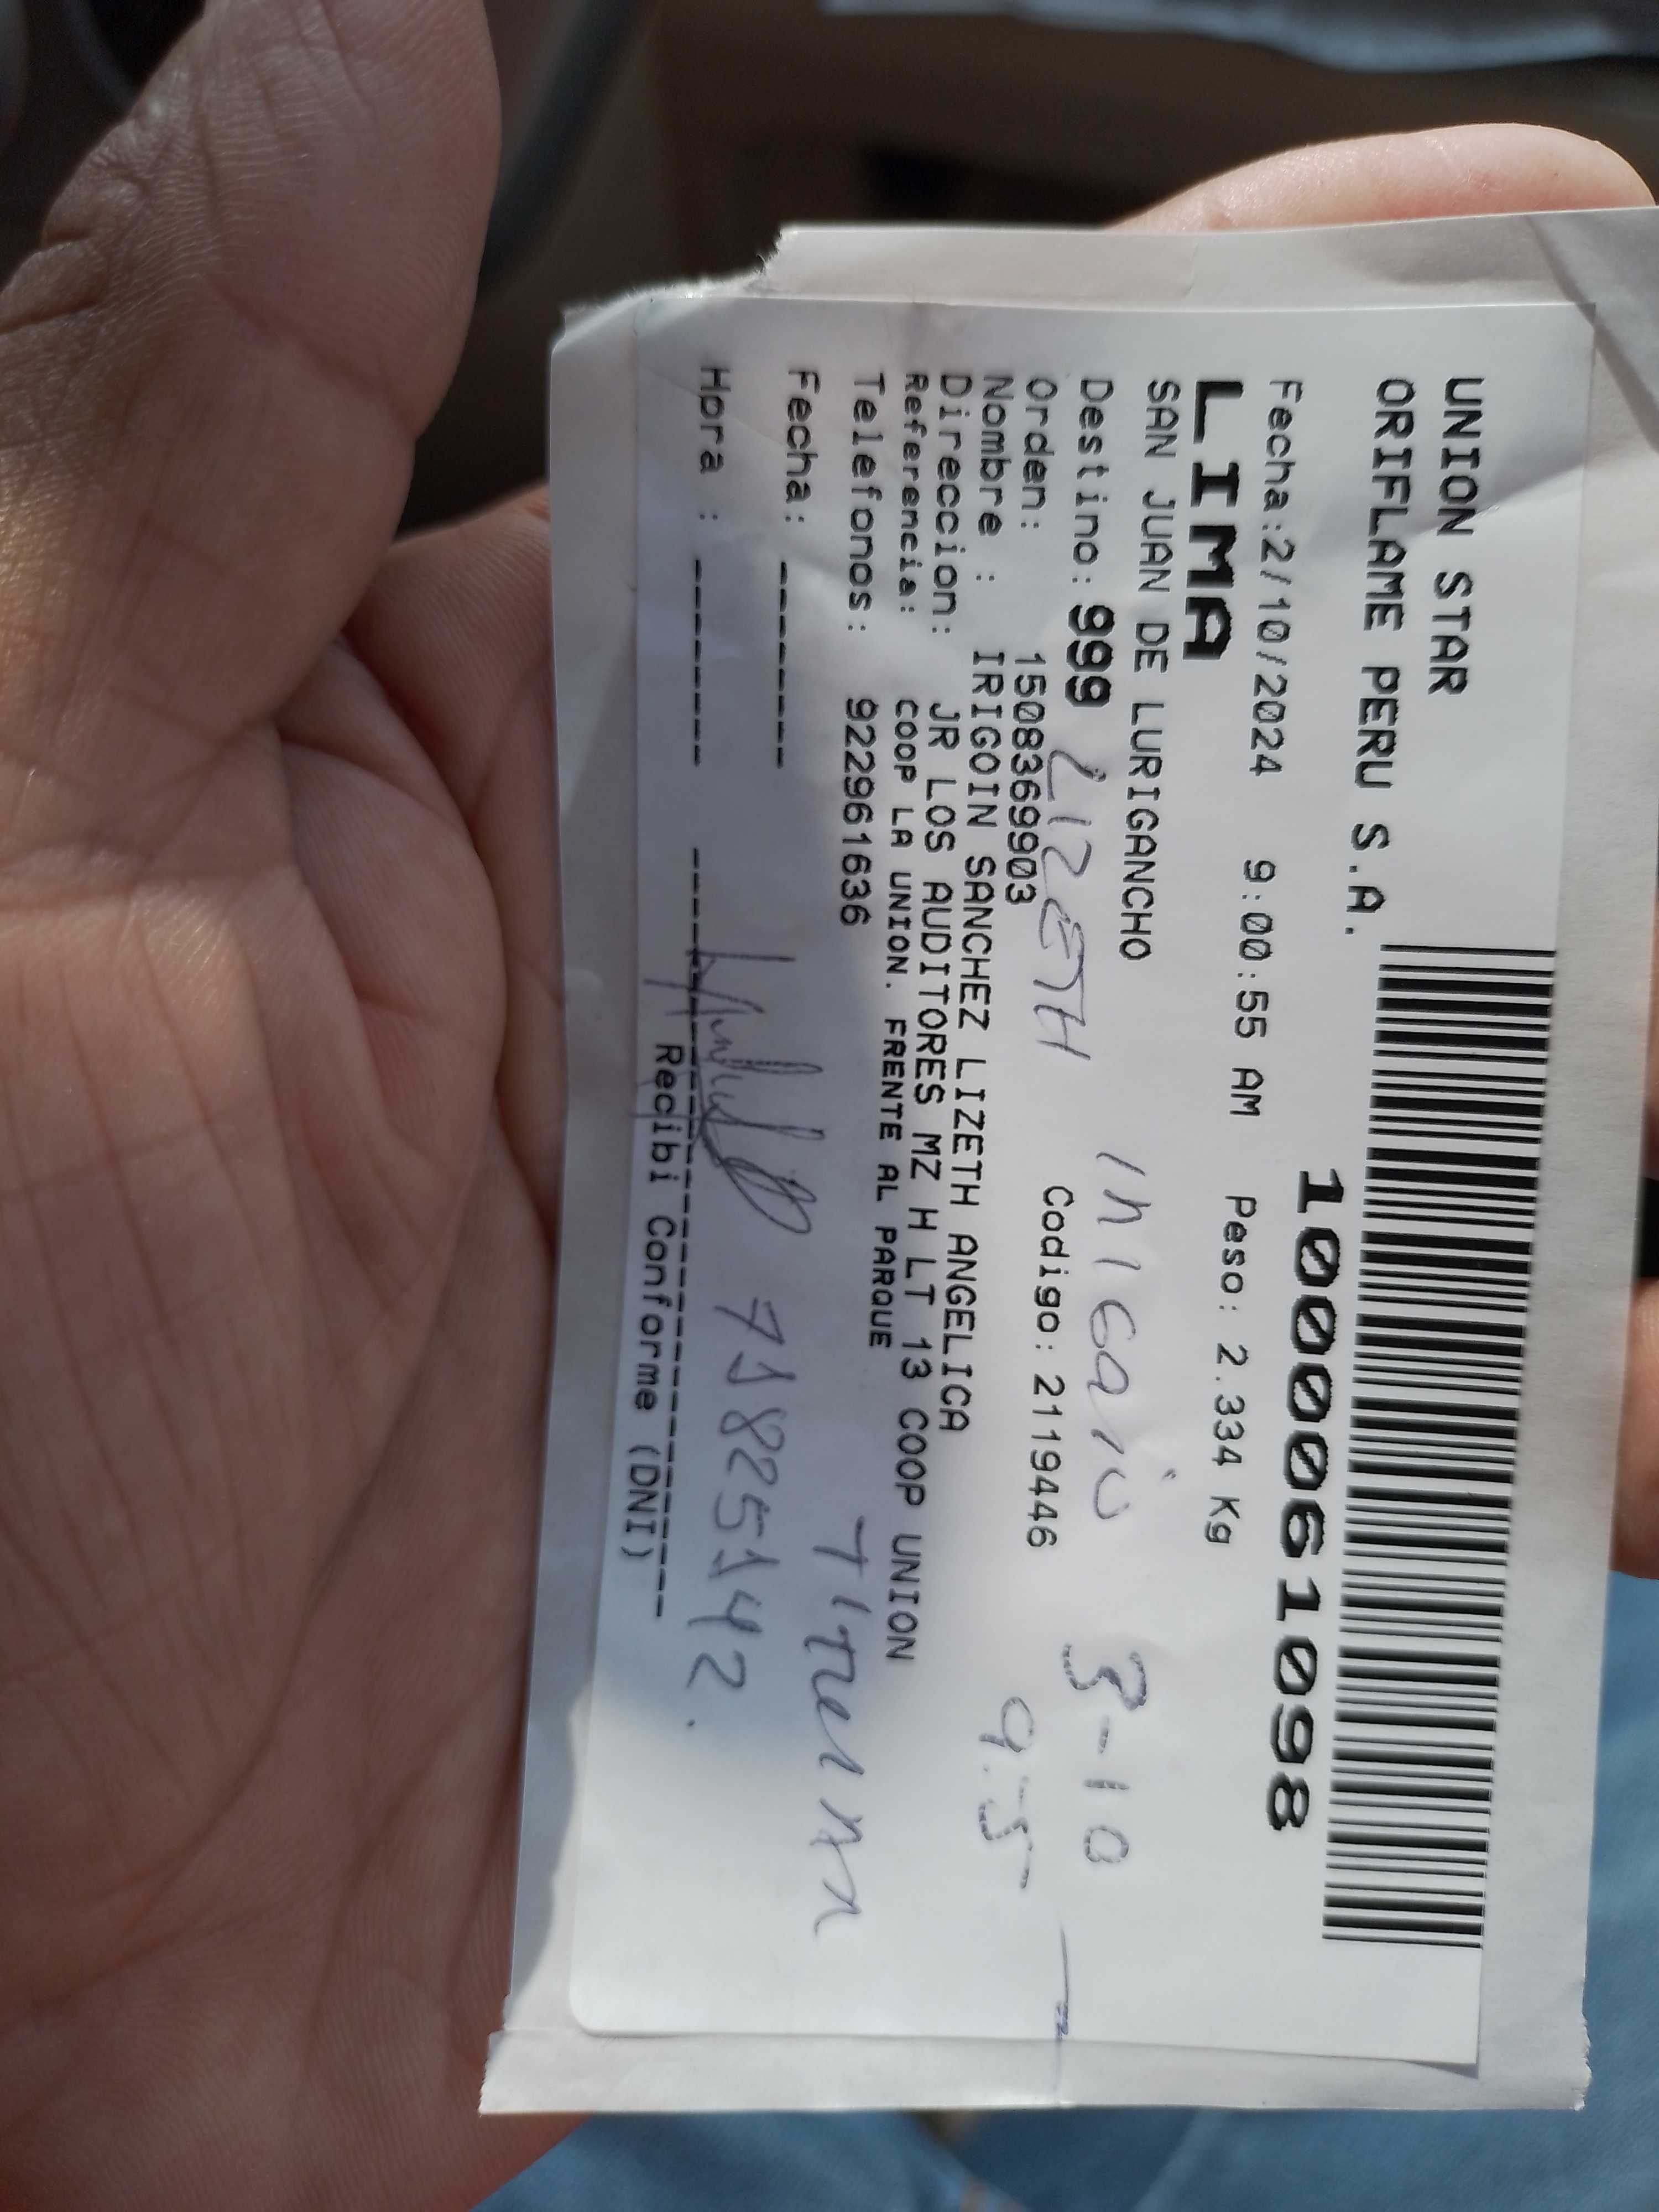 UNION STAR
ORIFLAME PERU S.A.
1000061098
Fecha:2/10/2024 9:00:55 AM Peso: 2.334 Kg
LIMA
SAN JUAN DE LURIGANCHO
Destino: 999 LIZETH 3-10
Orden: 1508369903 Codigo: 2119446 9:5
Nombre : IRIGOIN SANCHEZ LIZETH ANGELICA
Direccion: JR LOS AUDITORES MZ H LT 13 COOP UNION
Referencia: COOP LA UNION. FRENTE AL PARQUE
Telefonos: 922961636
Fecha: -------
Hora : -------
71825142.
Recibi Conforme (DNI)